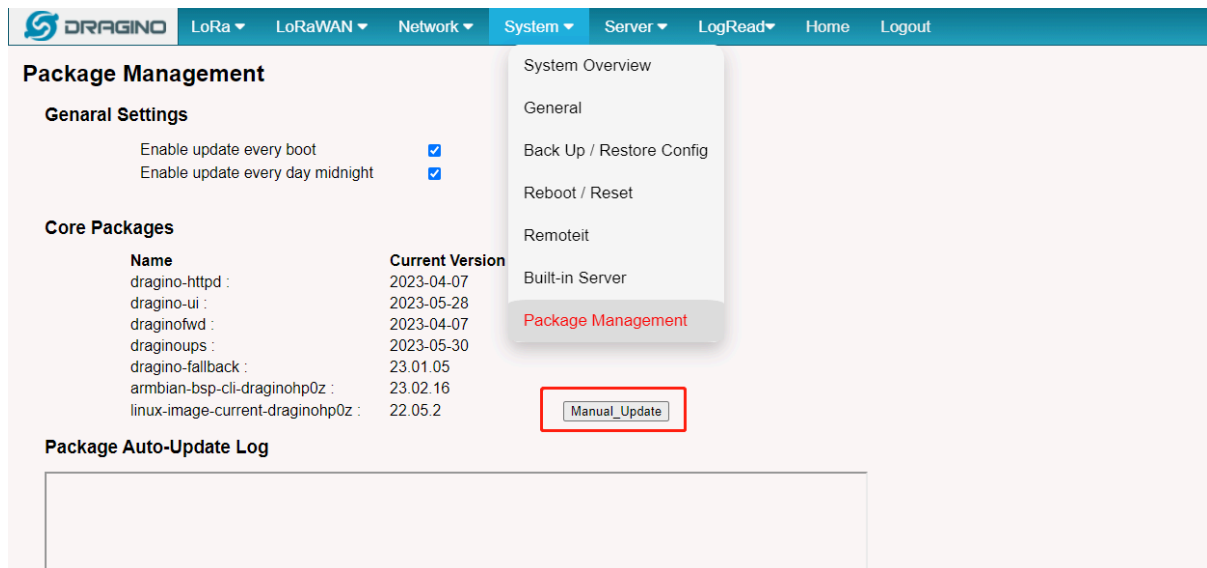 DRAGINO LoRa LoRaWAN Network System Server LogRead Home Logout
Package Management
Genaral Settings
Enable update every boot
Enable update every day midnight
Core Packages
Name Current Version
dragino-httpd : 2023-04-07
dragino-ui : 2023-05-28
draginofwd : 2023-04-07
draginoups : 2023-05-30
dragino-fallback : 23.01.05
armbian-bsp-cli-draginohp0z : 23.02.16
linux-image-current-draginohp0z : 22.05.2
System Overview
General
Back Up / Restore Config
Reboot / Reset
Remoteit
Built-in Server
Package Management
Manual_Update
Package Auto-Update Log